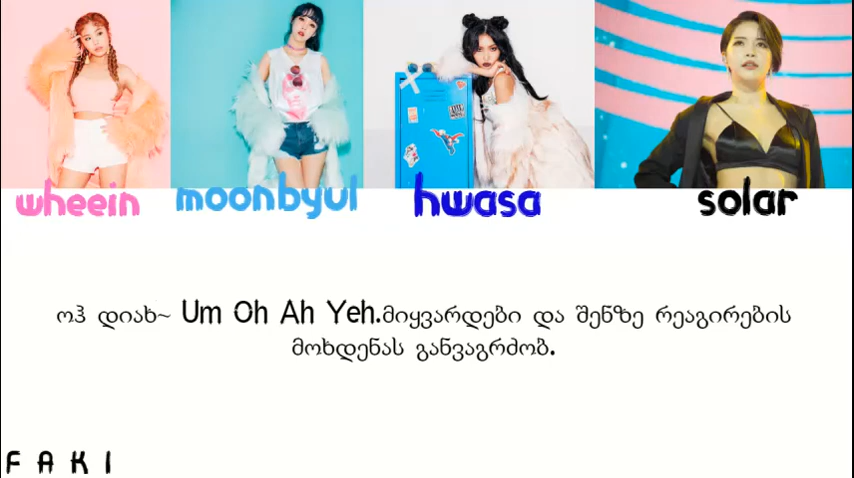 wheein moonbyul hwasa solar
ოჰ დიახ~ Um Oh Ah Yeh.მიყვარდები და შენზე რეაგირების
მოხდენას განვაგრძობ.
F A K I